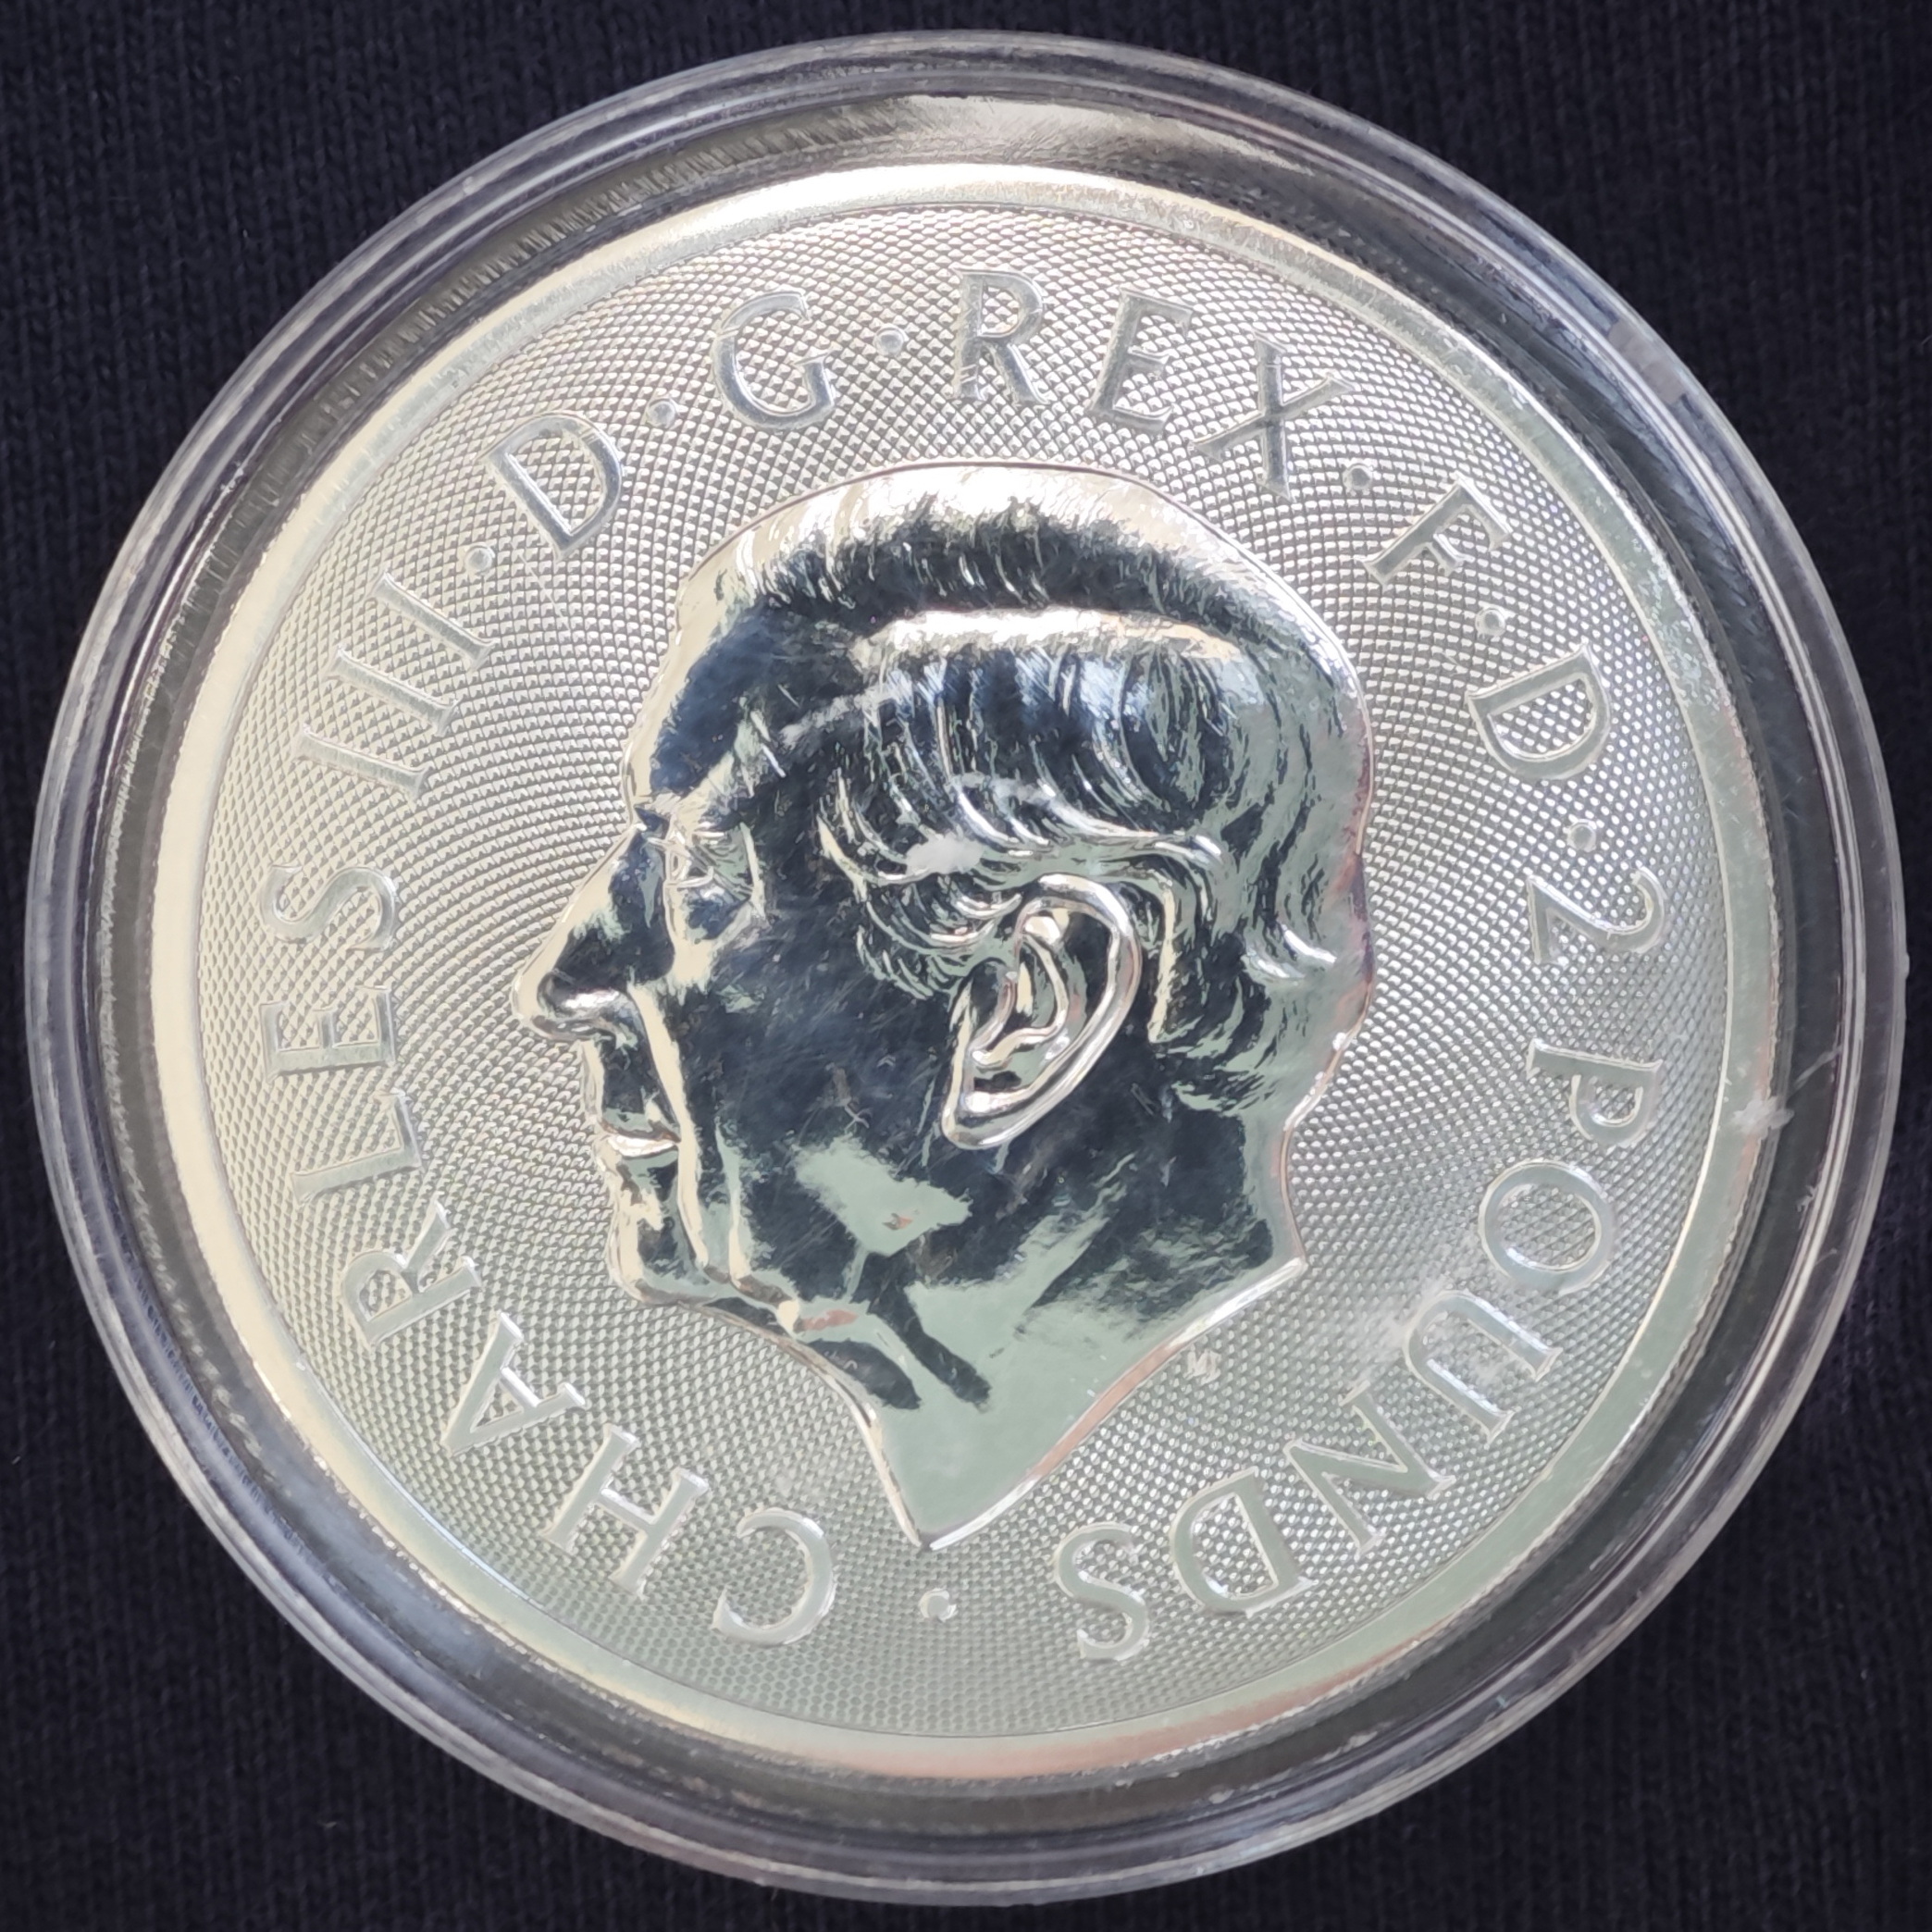 CHARLES III · D · G · REX · F · D · 2 POUNDS ·